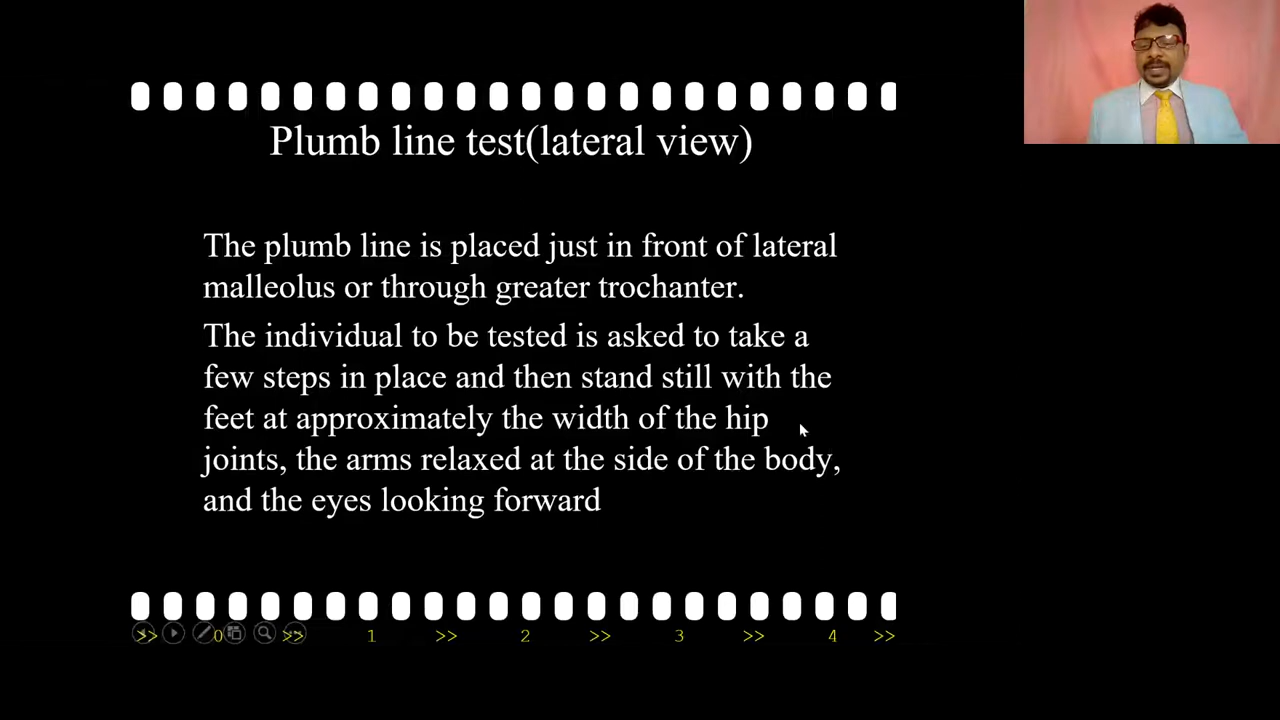 Plumb line test(lateral view)
The plumb line is placed just in front of lateral
malleolus or through greater trochanter.
The individual to be tested is asked to take a
few steps in place and then stand still with the
feet at approximately the width of the hip
joints, the arms relaxed at the side of the body,
and the eyes looking forward
>> 0 >> 1 >> 2 >> 3 >> 4 >>